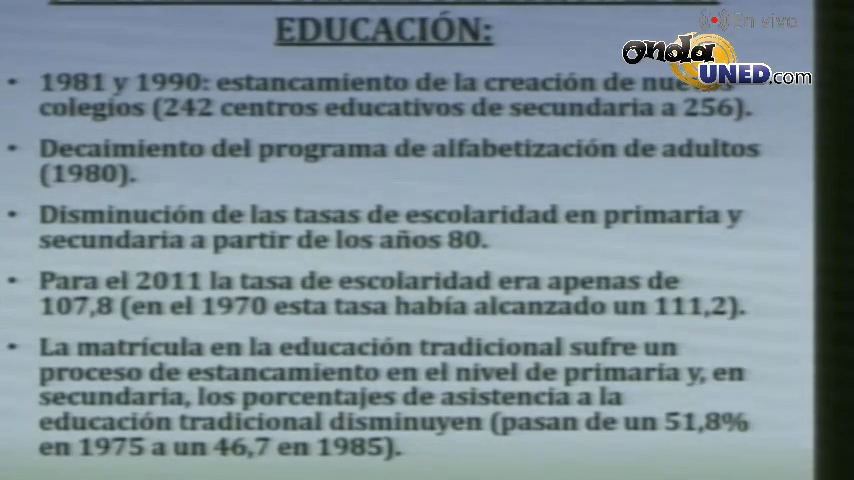 EDUCACIÓN:
En vivo
onda
UNED.com
• 1981 y 1990: estancamiento de la creación de
colegios (242 centros educativos de secundaria a 256).
• Decaimiento del programa de alfabetización de adultos
(1980).
• Disminución de las tasas de escolaridad en primaria y
secundaria a partir de los años 80.
• Para el 2011 la tasa de escolaridad era apenas de
107,8 (en el 1970 esta tasa había alcanzado un 111,2).
• La matrícula en la educación tradicional sufre un
proceso de estancamiento en el nivel de primaria y, en
secundaria, los porcentajes de asistencia a la
educación tradicional disminuyen (pasan de un 51,8%
en 1975 a un 46,7 en 1985).